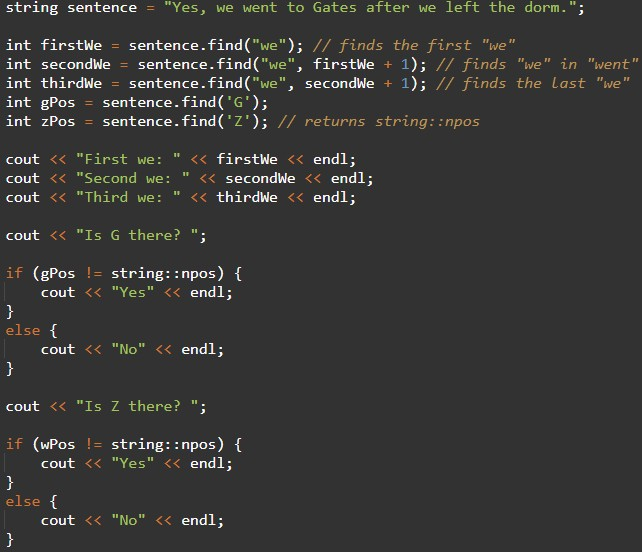 string sentence = "Yes, we went to Gates after we left the dorm.";
int firstWe = sentence.find("we"); // finds the first "we"
int secondWe = sentence.find("we", firstWe + 1); // finds "we" in "went"
int thirdWe = sentence.find("we", secondWe + 1); // finds the last "we"
int gPos = sentence.find('G');
int zPos = sentence.find('Z'); // returns string::npos
cout << "First we: " << firstWe << endl;
cout << "Second we: " << secondWe << endl;
cout << "Third we: " << thirdWe << endl;
cout << "Is G there? ";
if (gPos != string::npos) {
    cout << "Yes" << endl;
}
else {
    cout << "No" << endl;
}
cout << "Is Z there? ";
if (wPos != string::npos) {
    cout << "Yes" << endl;
}
else {
    cout << "No" << endl;
}